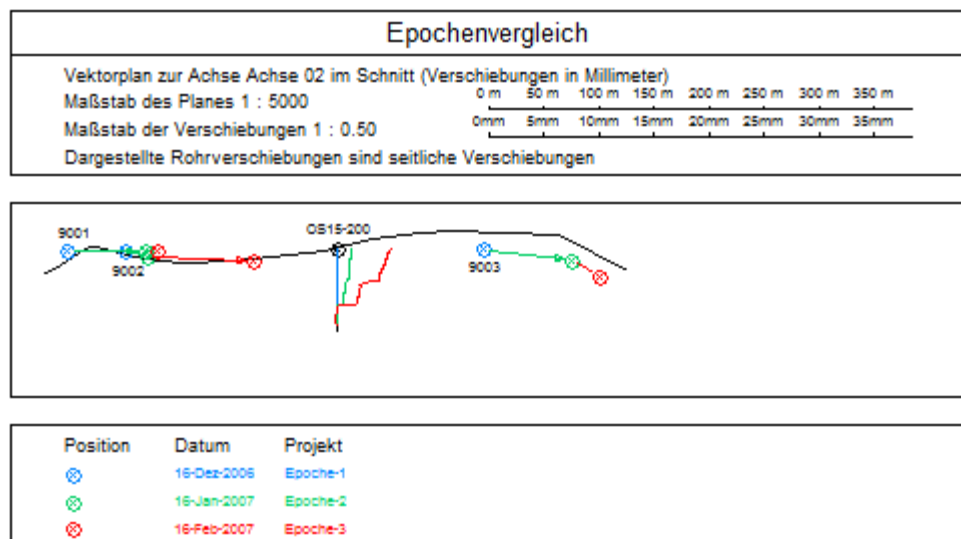 Epochenvergleich
Vektorplan zur Achse Achse 02 im Schnitt (Verschiebungen in Millimeter)
Maßstab des Planes 1 : 5000
0 m 50 m 100 m 150 m 200 m 250 m 300 m 350 m
Maßstab der Verschiebungen 1 : 0.50
0mm 5mm 10mm 15mm 20mm 25mm 30mm 35mm
Dargestellte Rohrverschiebungen sind seitliche Verschiebungen
9001
OS15-200
9002
9003
Position Datum Projekt
16-Dez-2006 Epoche-1
16-Jan-2007 Epoche-2
16-Feb-2007 Epoche-3